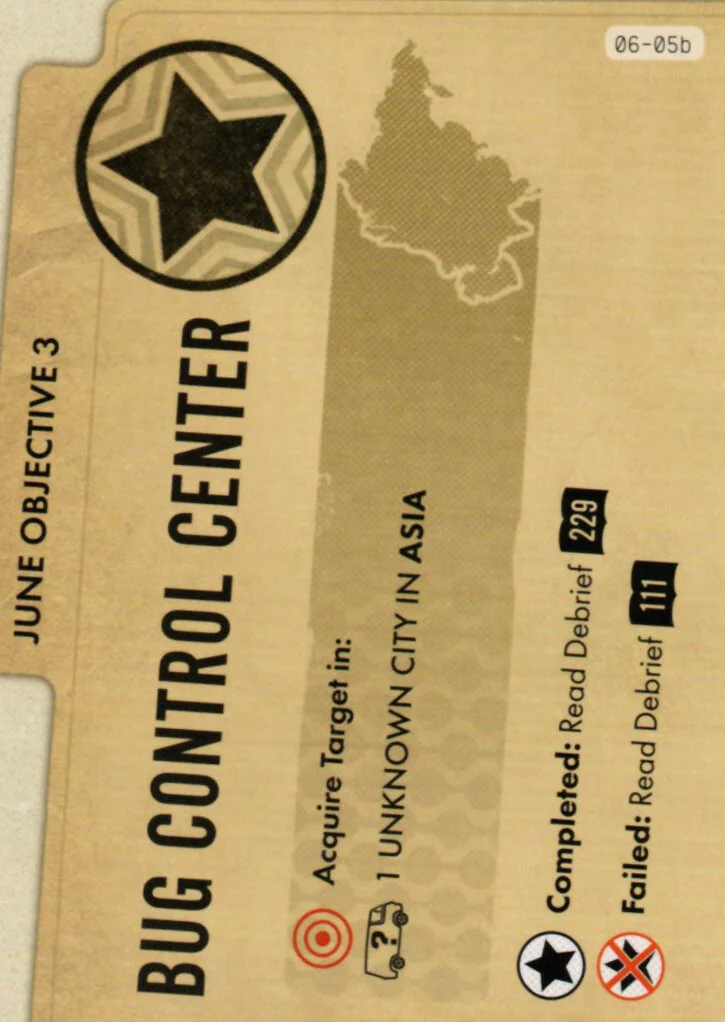 06-05b
JUNE OBJECTIVE 3
BUG CONTROL CENTER
Acquire Target in:
? 1 UNKNOWN CITY IN ASIA
Completed: Read Debrief 229
Failed: Read Debrief 111